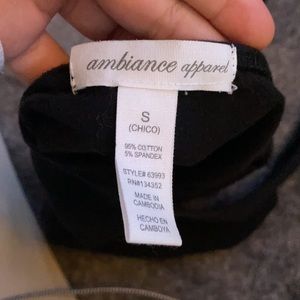 ambiance apparel
S
(CHICO)
95% COTTON
5% SPANDEX
STYLE# 63993
RN#134352
MADE IN
CAMBODIA
HECHO EN
CAMBOYA